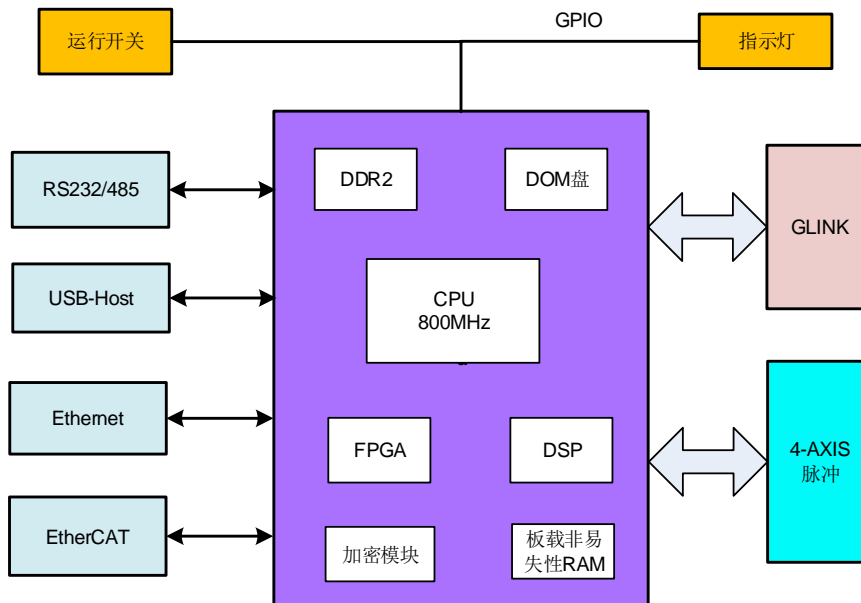 运行开关
GPIO
指示灯
RS232/485
DDR2
DOM盘
GLINK
USB-Host
CPU
800MHz
Ethernet
FPGA
DSP
4-AXIS
脉冲
EtherCAT
加密模块
板载非易
失性RAM